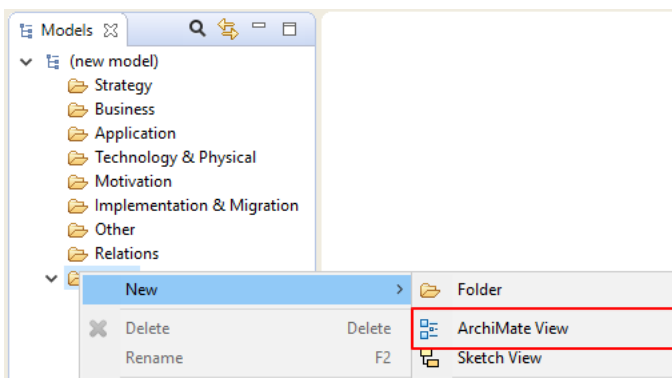 Models
(new model)
Strategy
Business
Application
Technology & Physical
Motivation
Implementation & Migration
Other
Relations
New
Folder
Delete Delete
ArchiMate View
Rename F2
Sketch View